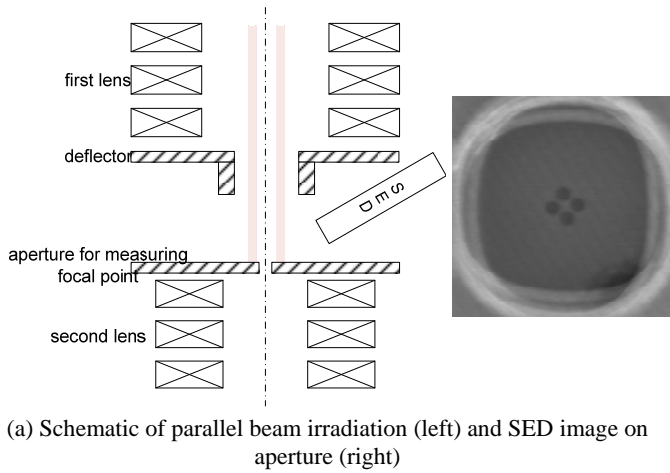 first lens
deflector
SED
aperture for measuring
focal point
second lens
(a) Schematic of parallel beam irradiation (left) and SED image on
aperture (right)